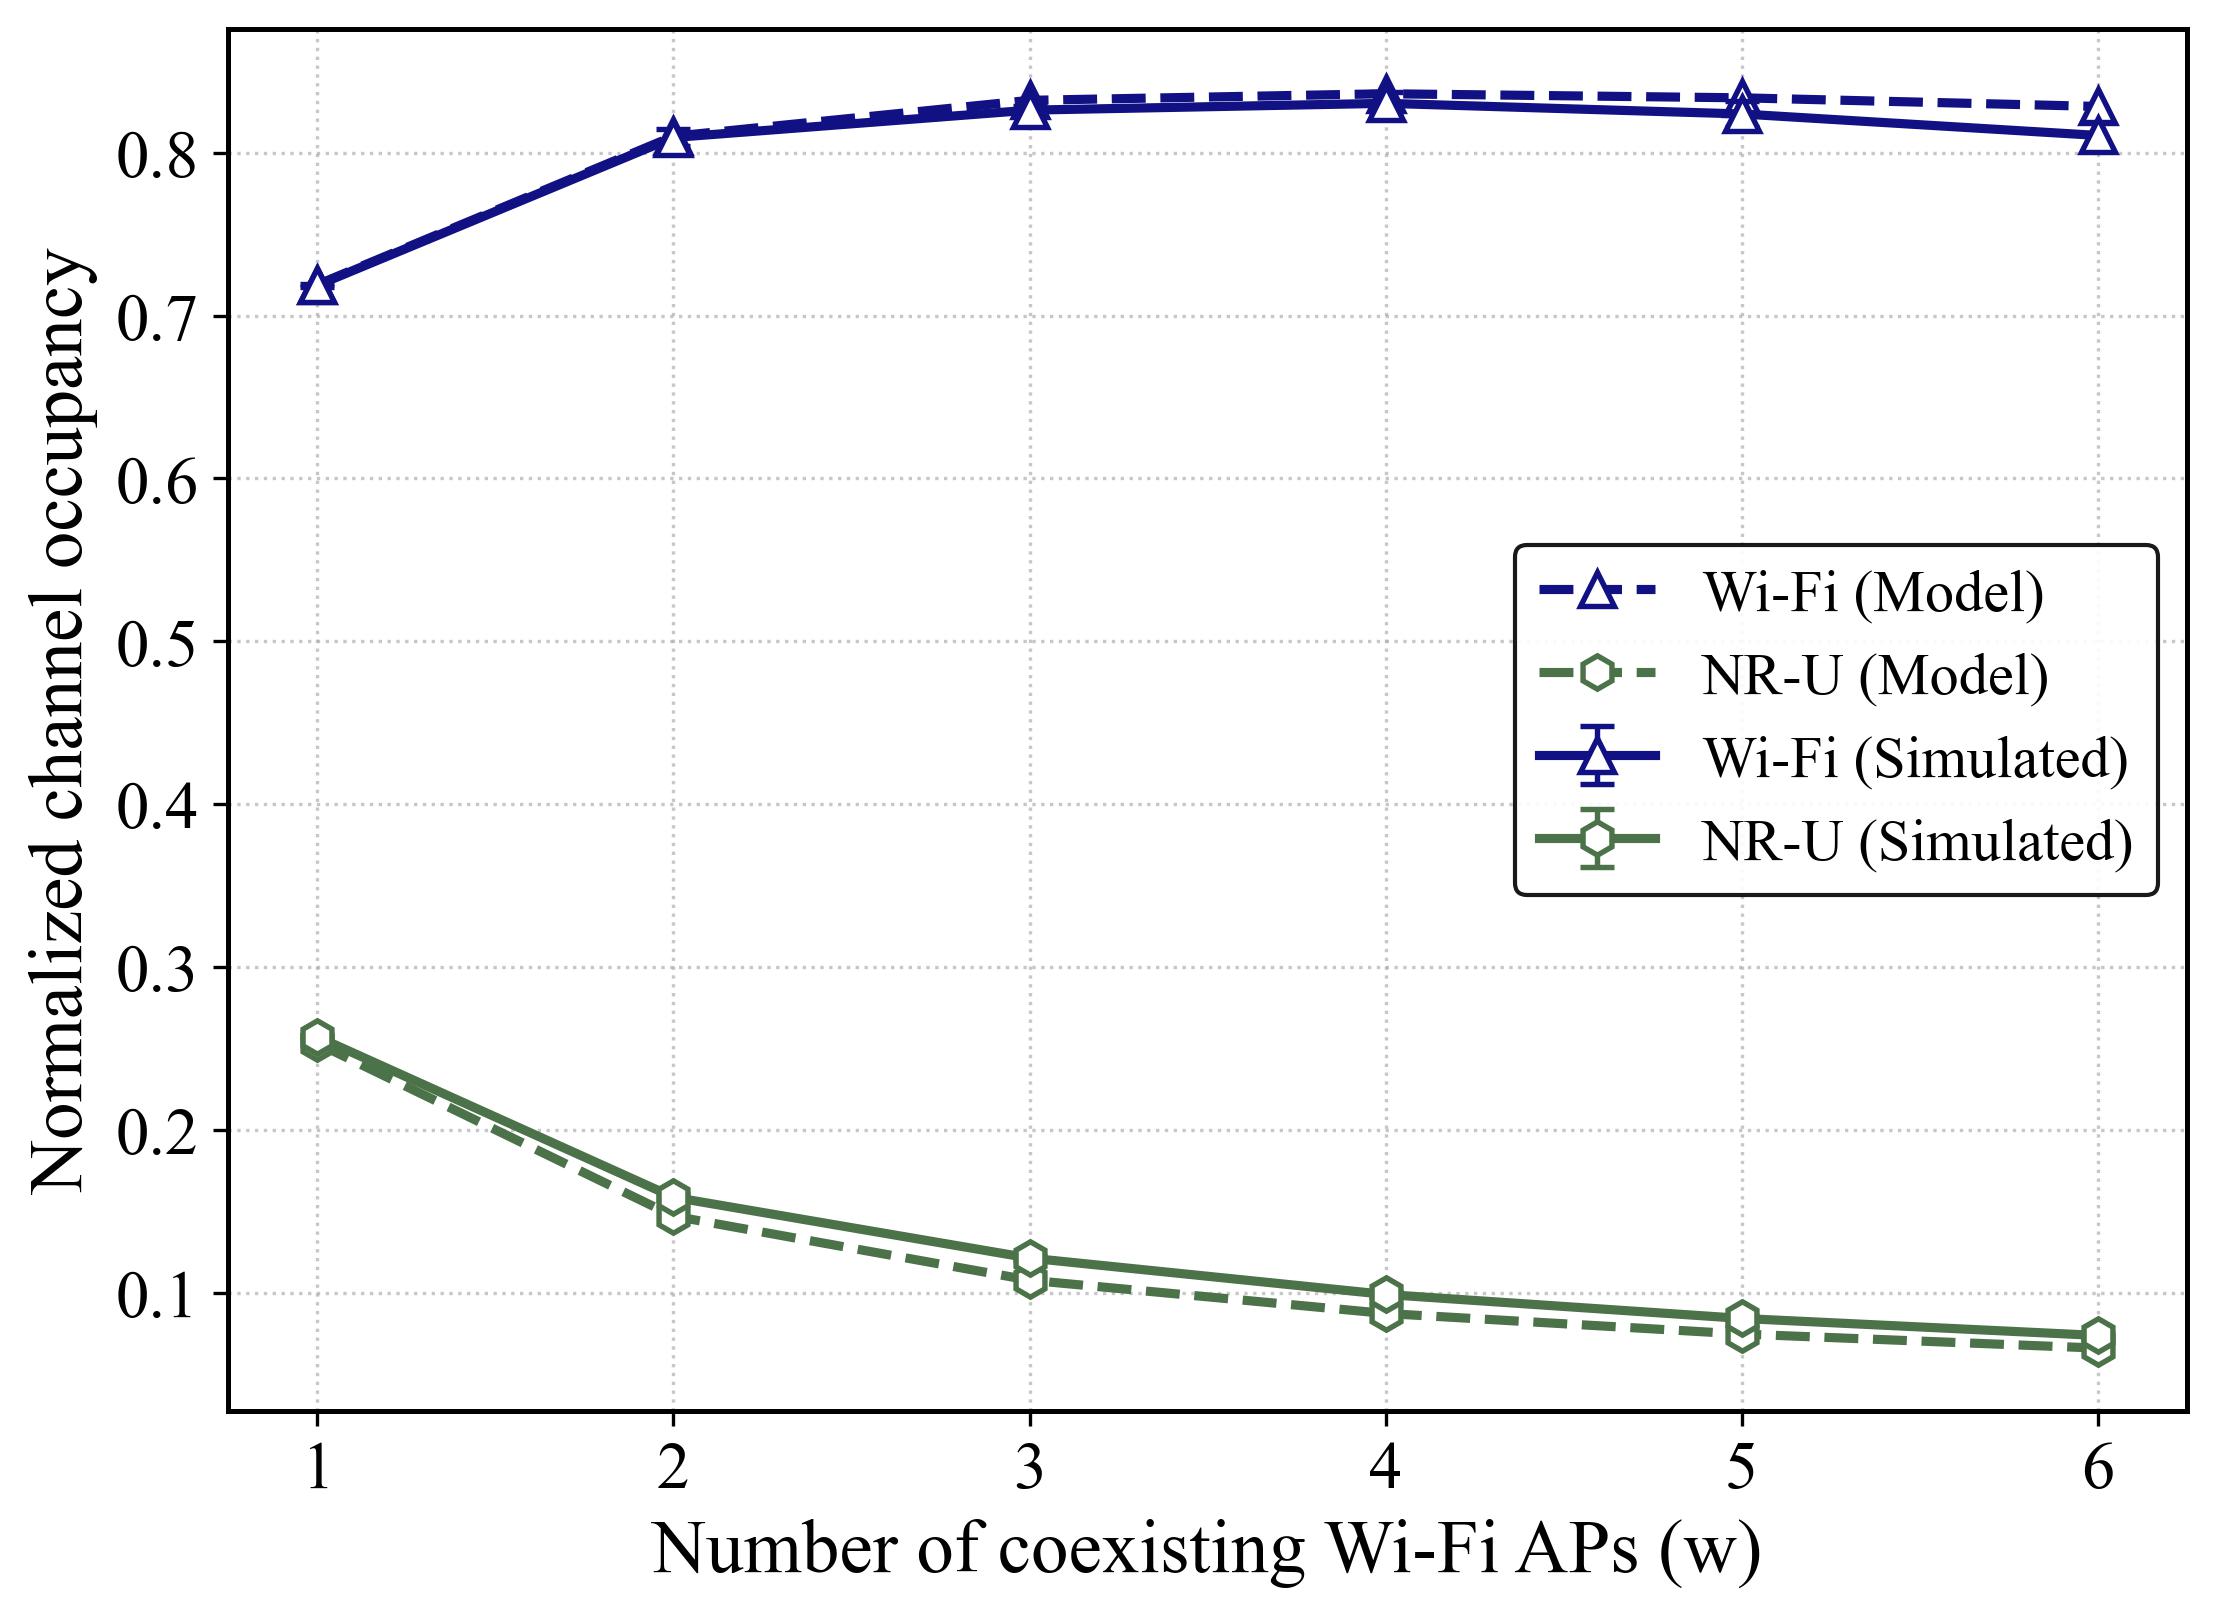 Normalized channel occupancy
0.8
0.7
0.6
0.5
0.4
0.3
0.2
0.1
Wi-Fi (Model)
NR-U (Model)
Wi-Fi (Simulated)
NR-U (Simulated)
1 2 3 4 5 6
Number of coexisting Wi-Fi APs (w)